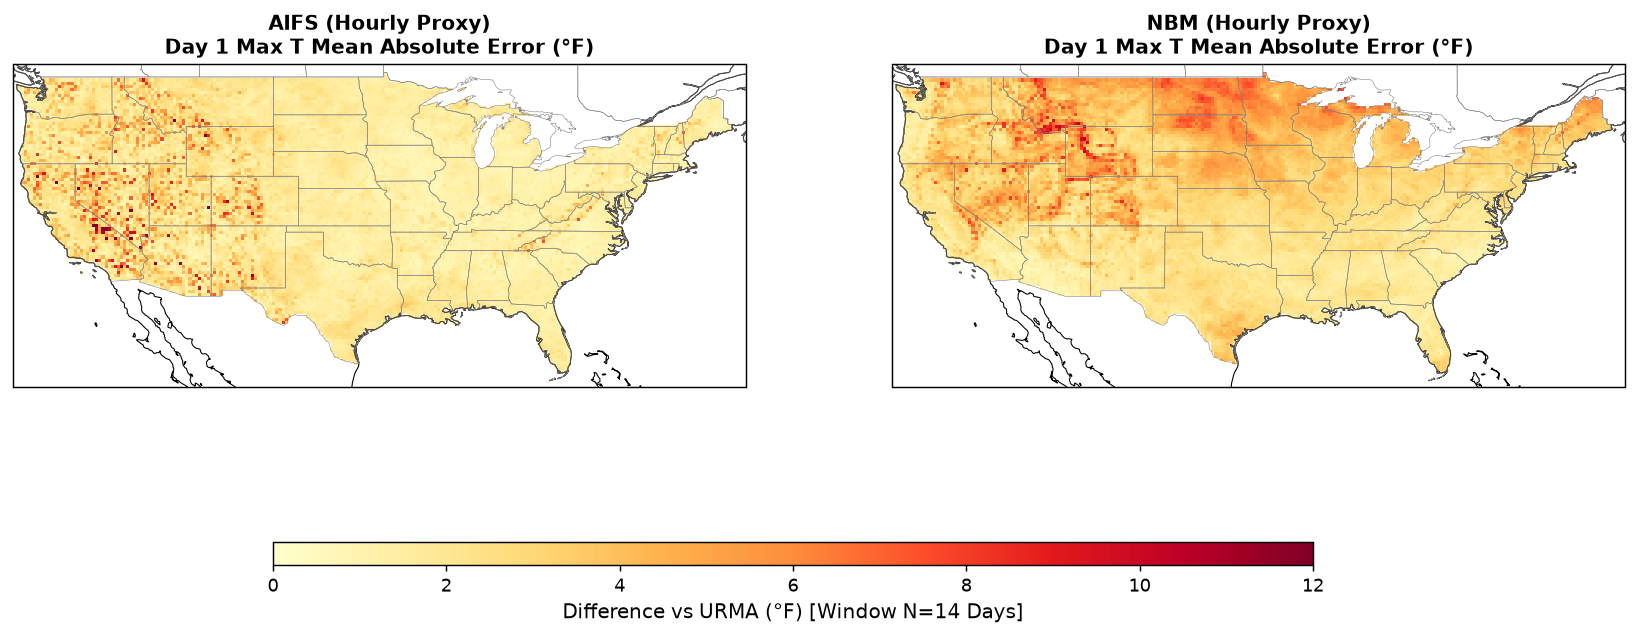 AIFS (Hourly Proxy)
Day 1 Max T Mean Absolute Error (°F)
NBM (Hourly Proxy)
Day 1 Max T Mean Absolute Error (°F)
0 2 4 6 8 10 12
Difference vs URMA (°F) [Window N=14 Days]